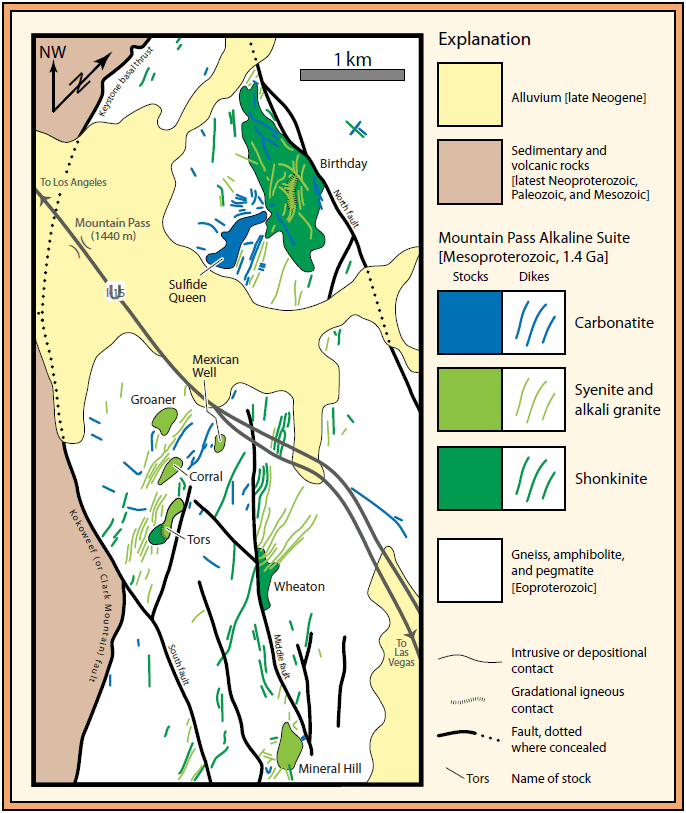 NW
N
Keystone basal thrust
1 km
Birthday
To Los Angeles
Mountain Pass
(1440 m)
North fault
I-15
Sulfide
Queen
Mexican
Well
Groaner
Corral
Tors
Wheaton
Kokoweef (or Clark Mountain) fault
South fault
Middle fault
To
Las
Vegas
Mineral Hill
Explanation
Alluvium [late Neogene]
Sedimentary and
volcanic rocks
[latest Neoproterozoic,
Paleozoic, and Mesozoic]
Mountain Pass Alkaline Suite
[Mesoproterozoic, 1.4 Ga]
Stocks Dikes
Carbonatite
Syenite and
alkali granite
Shonkinite
Gneiss, amphibolite,
and pegmatite
[Eoproterozoic]
Intrusive or depositional
contact
Gradational igneous
contact
Fault, dotted
where concealed
Tors Name of stock